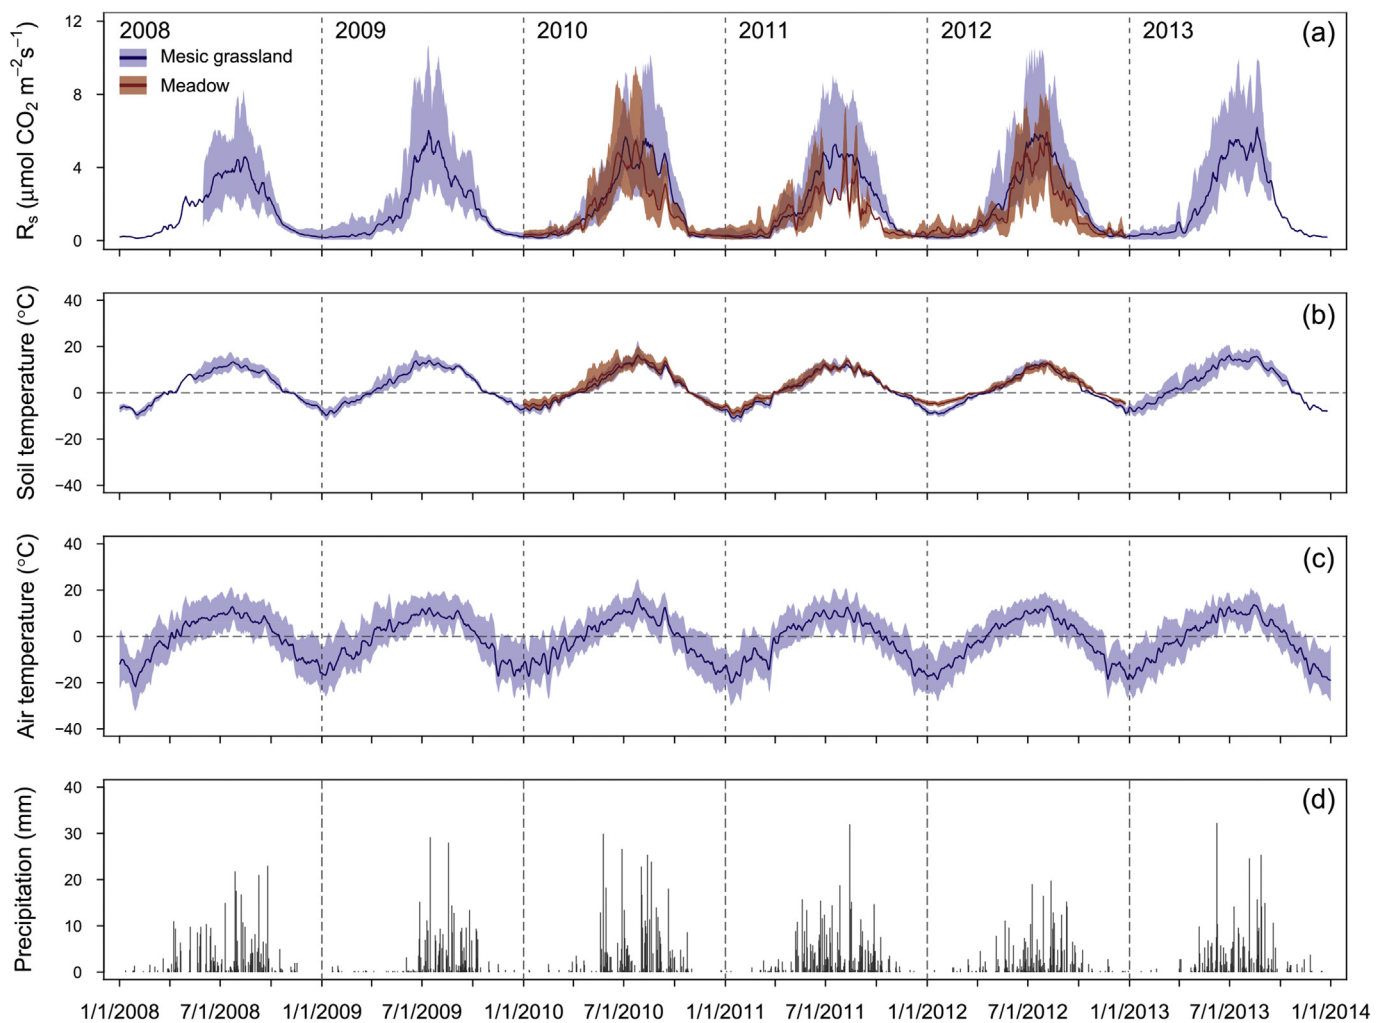 2008 2009 2010 2011 2012 2013 (a)
Mesic grassland
Meadow
Rₛ (μmol CO₂ m⁻²s⁻¹)
12
8
4
0
(b)
Soil temperature (°C)
40
20
0
−20
−40
(c)
Air temperature (°C)
40
20
0
−20
−40
(d)
Precipitation (mm)
40
30
20
10
0
1/1/2008 7/1/2008 1/1/2009 7/1/2009 1/1/2010 7/1/2010 1/1/2011 7/1/2011 1/1/2012 7/1/2012 1/1/2013 7/1/2013 1/1/2014